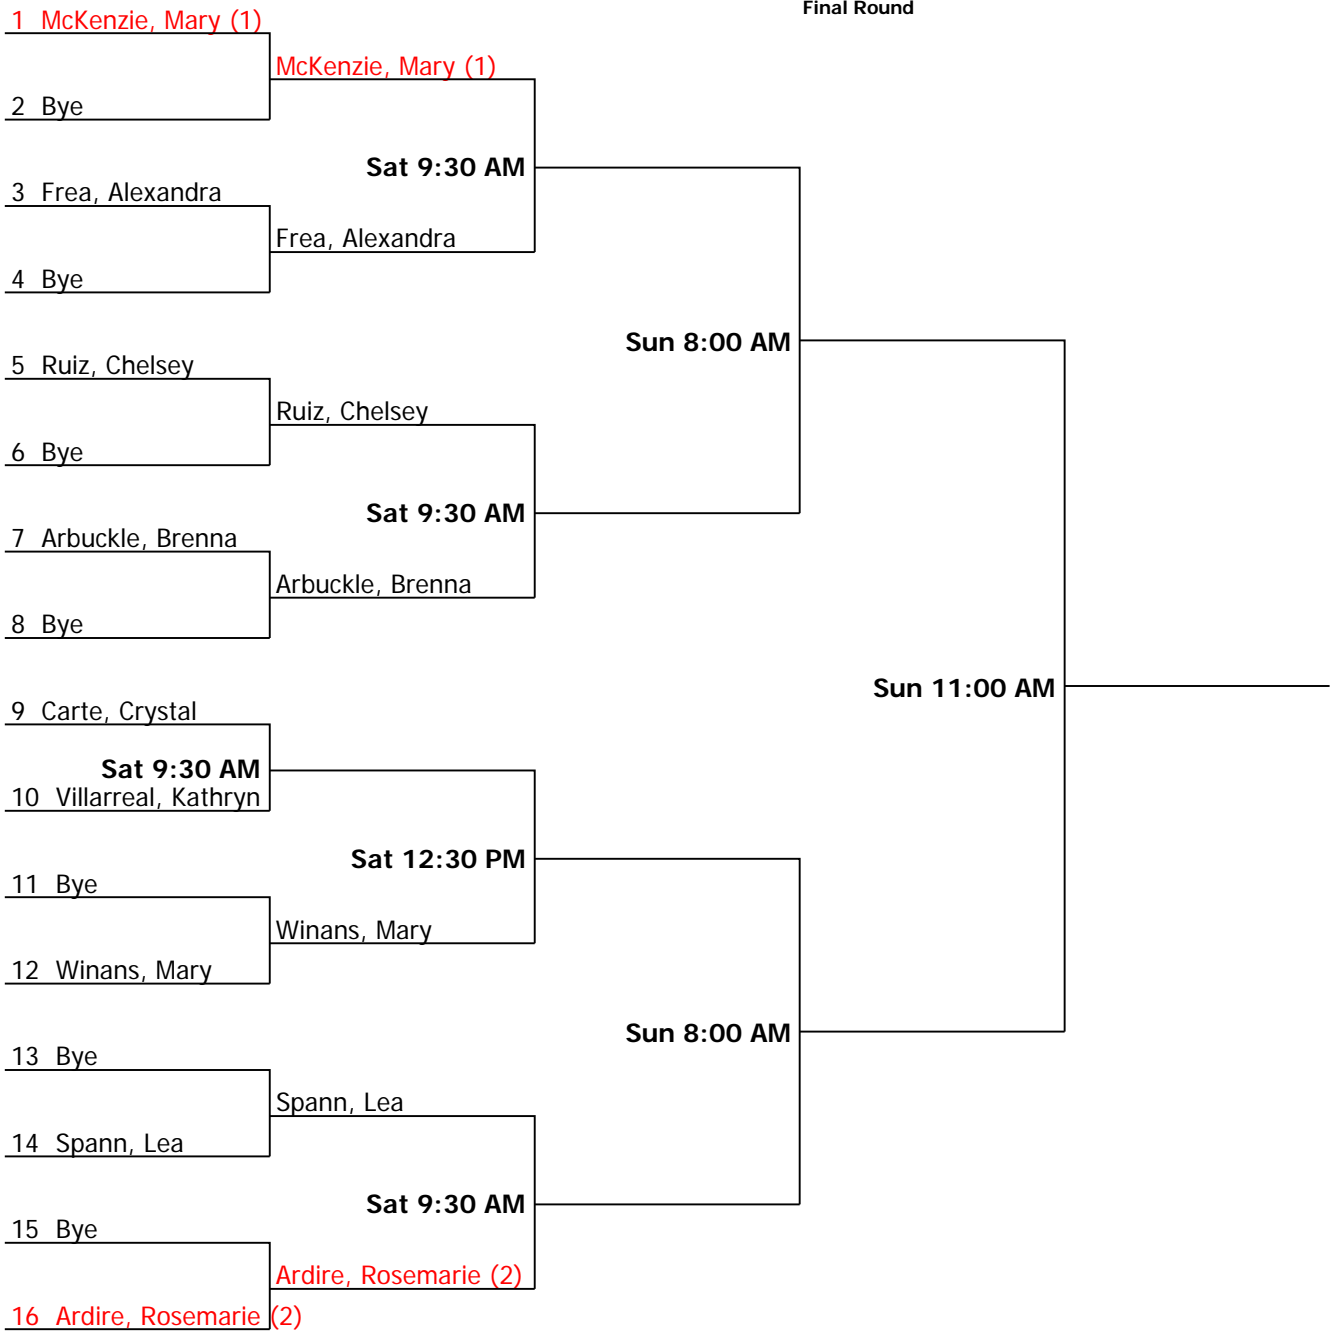 Final Round
1 McKenzie, Mary (1)
McKenzie, Mary (1)
2 Bye
Sat 9:30 AM
3 Frea, Alexandra
Frea, Alexandra
4 Bye
Sun 8:00 AM
5 Ruiz, Chelsey
Ruiz, Chelsey
6 Bye
Sat 9:30 AM
7 Arbuckle, Brenna
Arbuckle, Brenna
8 Bye
Sun 11:00 AM
9 Carte, Crystal
Sat 9:30 AM
10 Villarreal, Kathryn
Sat 12:30 PM
11 Bye
Winans, Mary
12 Winans, Mary
Sun 8:00 AM
13 Bye
Spann, Lea
14 Spann, Lea
Sat 9:30 AM
15 Bye
Ardire, Rosemarie (2)
16 Ardire, Rosemarie (2)